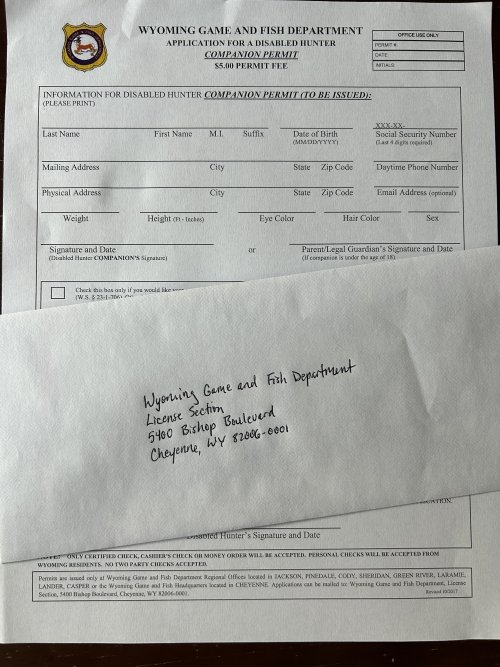 WYOMING GAME AND FISH DEPARTMENT
APPLICATION FOR A DISABLED HUNTER
COMPANION PERMIT
$5.00 PERMIT FEE
OFFICE USE ONLY
PERMIT #:
DATE:
INITIALS:
INFORMATION FOR DISABLED HUNTER COMPANION PERMIT (TO BE ISSUED):
(PLEASE PRINT)
XXX-XX-
Last Name First Name M.I. Suffix Date of Birth Social Security Number
(MM/DD/YYYY) (Last 4 digits required)
Mailing Address City State Zip Code Daytime Phone Number
Physical Address City State Zip Code Email Address (optional)
Weight Height (Ft - Inches) Eye Color Hair Color Sex
Signature and Date or Parent/Legal Guardian's Signature and Date
(Disabled Hunter COMPANION'S Signature) (If companion is under the age of 18)
Check this box only if you would like your
(W.S. § 23-1-706)
Wyoming Game and Fish Department
License Section
5400 Bishop Boulevard
Cheyenne, WY 82006-0001
Disabled Hunter's Signature and Date
NOTE: ONLY CERTIFIED CHECK, CASHIER'S CHECK OR MONEY ORDER WILL BE ACCEPTED. PERSONAL CHECKS WILL BE ACCEPTED FROM
WYOMING RESIDENTS. NO TWO PARTY CHECKS ACCEPTED.
Permits are issued only at Wyoming Game and Fish Department Regional Offices located in JACKSON, PINEDALE, CODY, SHERIDAN, GREEN RIVER, LARAMIE,
LANDER, CASPER or the Wyoming Game and Fish Headquarters located in CHEYENNE. Applications can be mailed to: Wyoming Game and Fish Department, License
Section, 5400 Bishop Boulevard, Cheyenne, WY 82006-0001.
Revised 10/2017